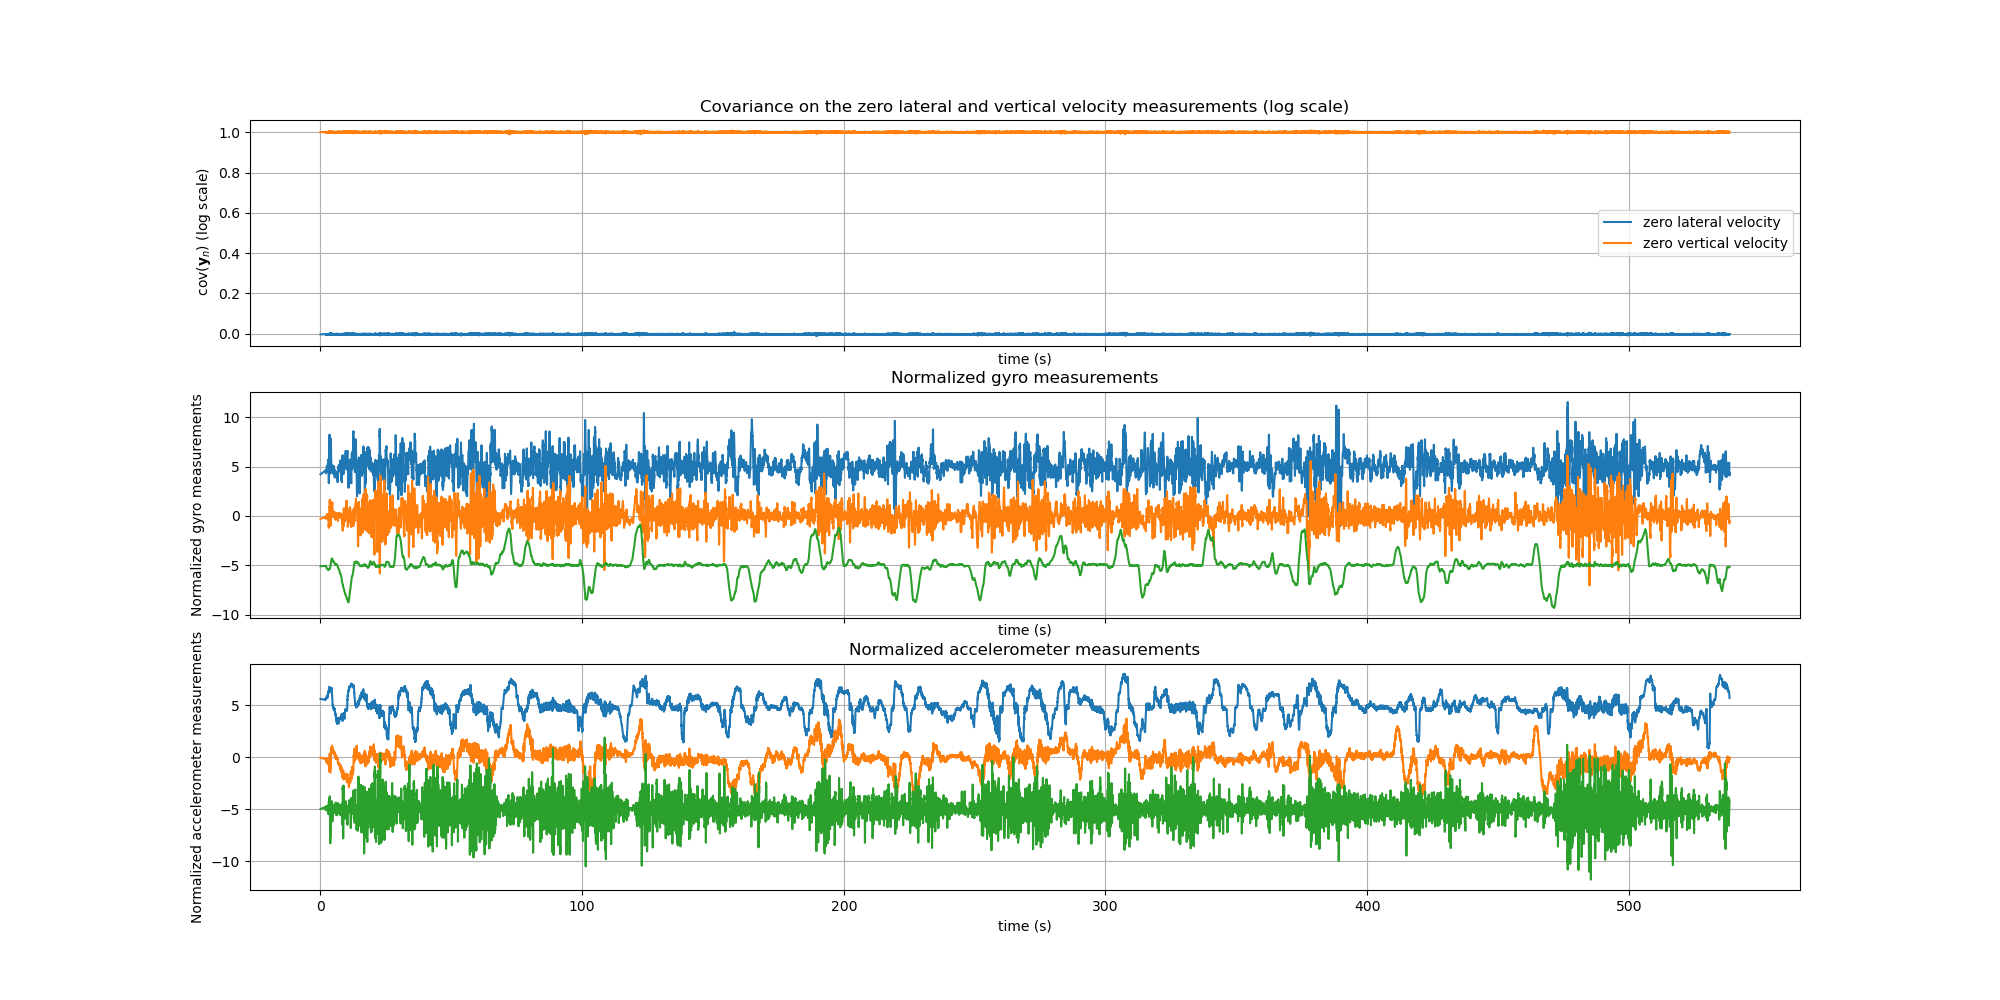 Covariance on the zero lateral and vertical velocity measurements (log scale)
cov(yₙ) (log scale)
1.0
0.8
0.6
0.4
0.2
0.0
zero lateral velocity
zero vertical velocity
time (s)
Normalized gyro measurements
Normalized gyro measurements
10
5
0
−5
−10
time (s)
Normalized accelerometer measurements
Normalized accelerometer measurements
5
0
−5
−10
0 100 200 300 400 500
time (s)